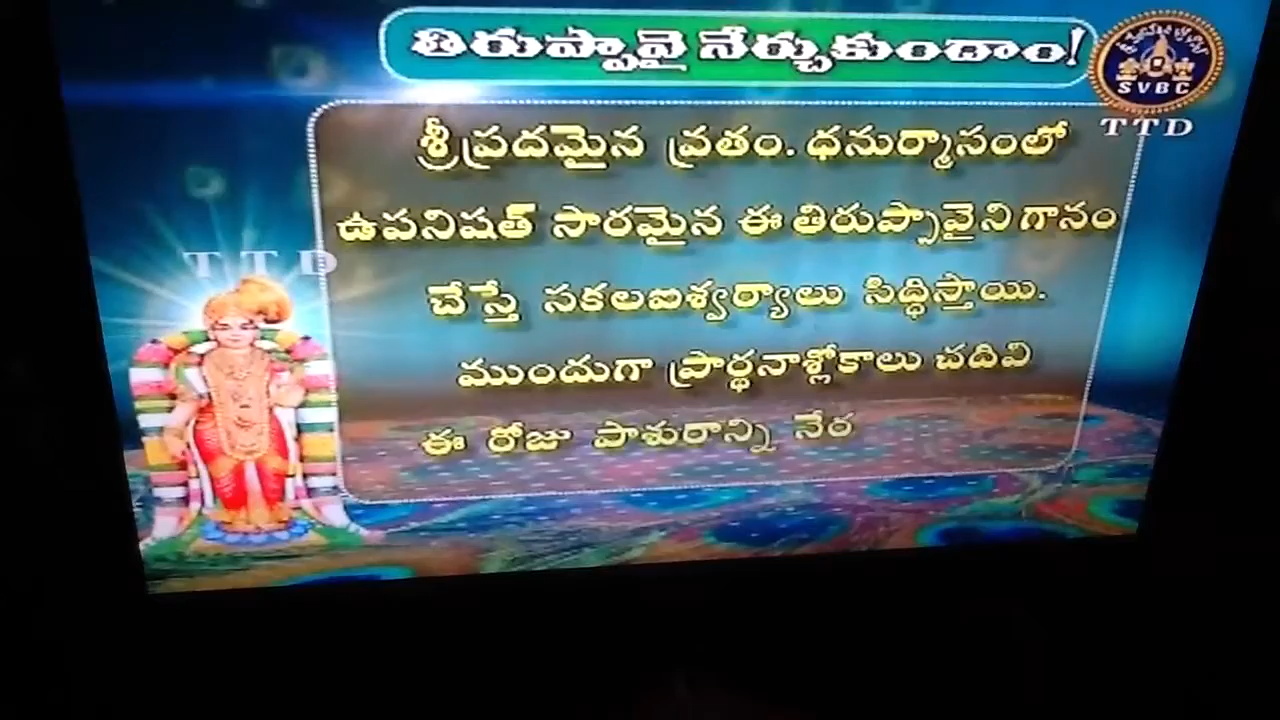 తిరుప్పావై నేర్చుకుందాం!
SVBC
TTD
శ్రీప్రదమైన వ్రతం. ధనుర్మాసంలో
ఉపనిషత్ సారమైన ఈ తిరుప్పావైని గానం
చేస్తే సకలఐశ్వర్యాలు సిద్ధిస్తాయి.
TTD
ముందుగా ప్రార్థనాశ్లోకాలు చదివి
ఈ రోజు పాశురాన్ని నేర